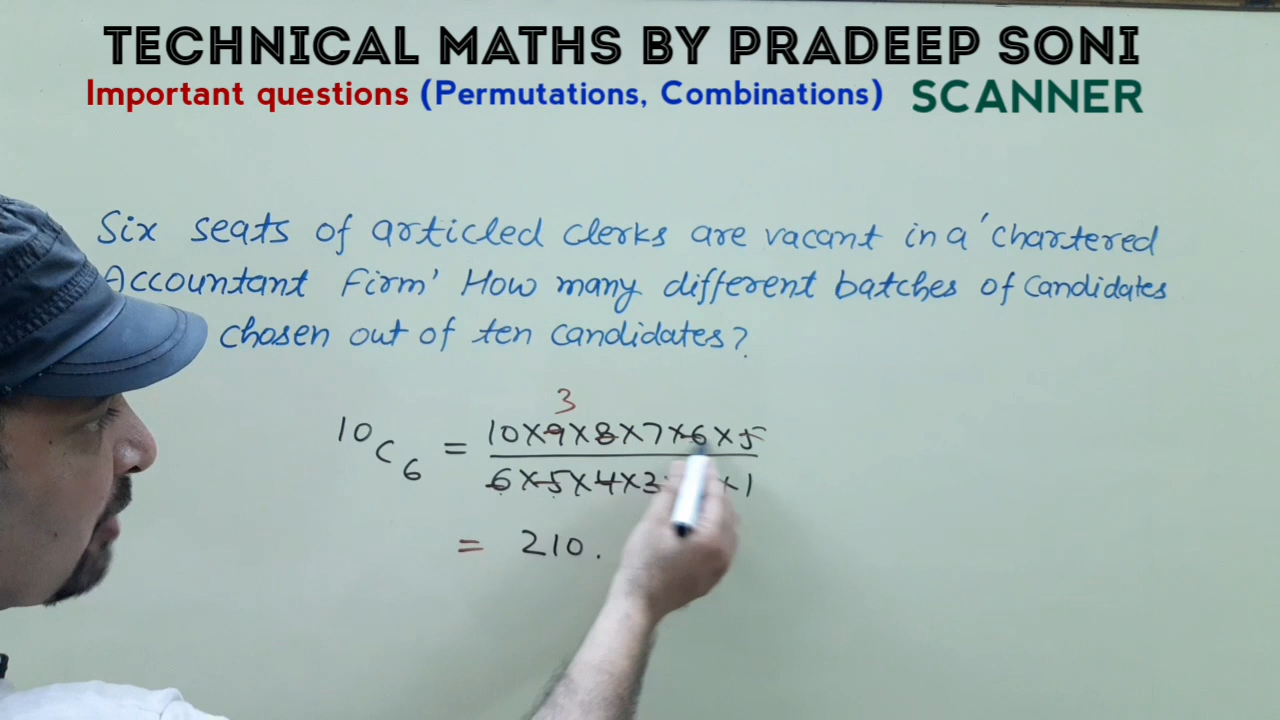 TECHNICAL MATHS BY PRADEEP SONI
Important questions (Permutations, Combinations) SCANNER
Six seats of articled clerks are vacant in a 'chartered
Accountant Firm' How many different batches of candidates
chosen out of ten candidates?
3
10C6 = 10×9×8×7×6×5
6×5×4×3 ×1
= 210.